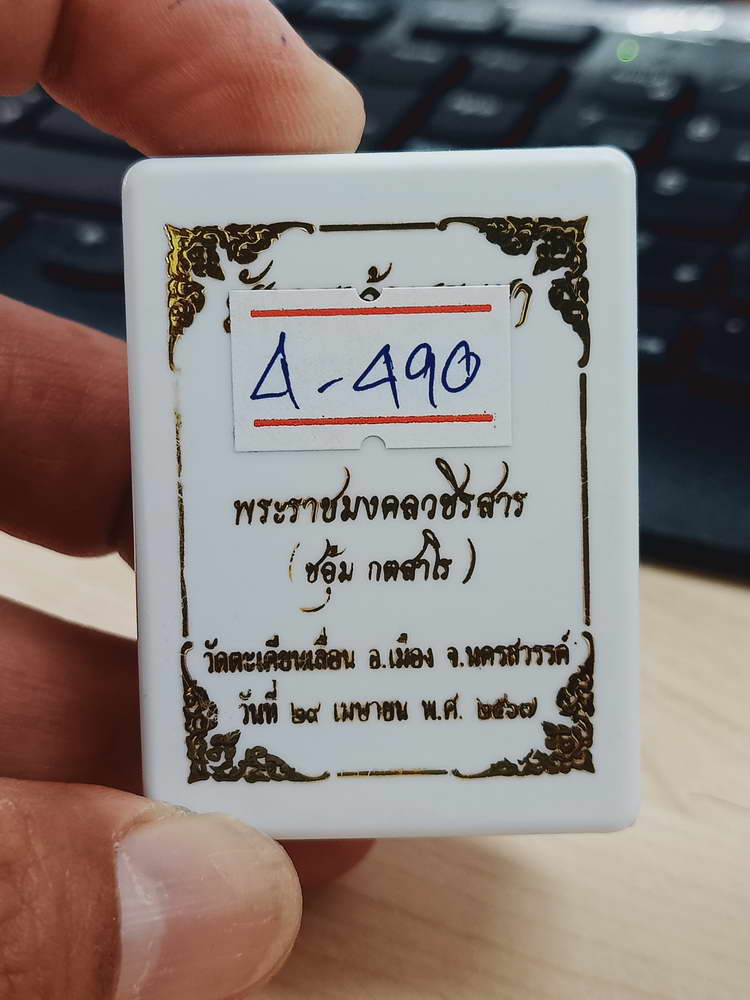 4-490
พระราชมงคลวชิรสาร
(ชอุ้ม กตสาโร)
วัดตะเคียนเลื่อน อ.เมือง จ.นครสวรรค์
วันที่ ๒๙ เมษายน พ.ศ. ๒๕๖๗